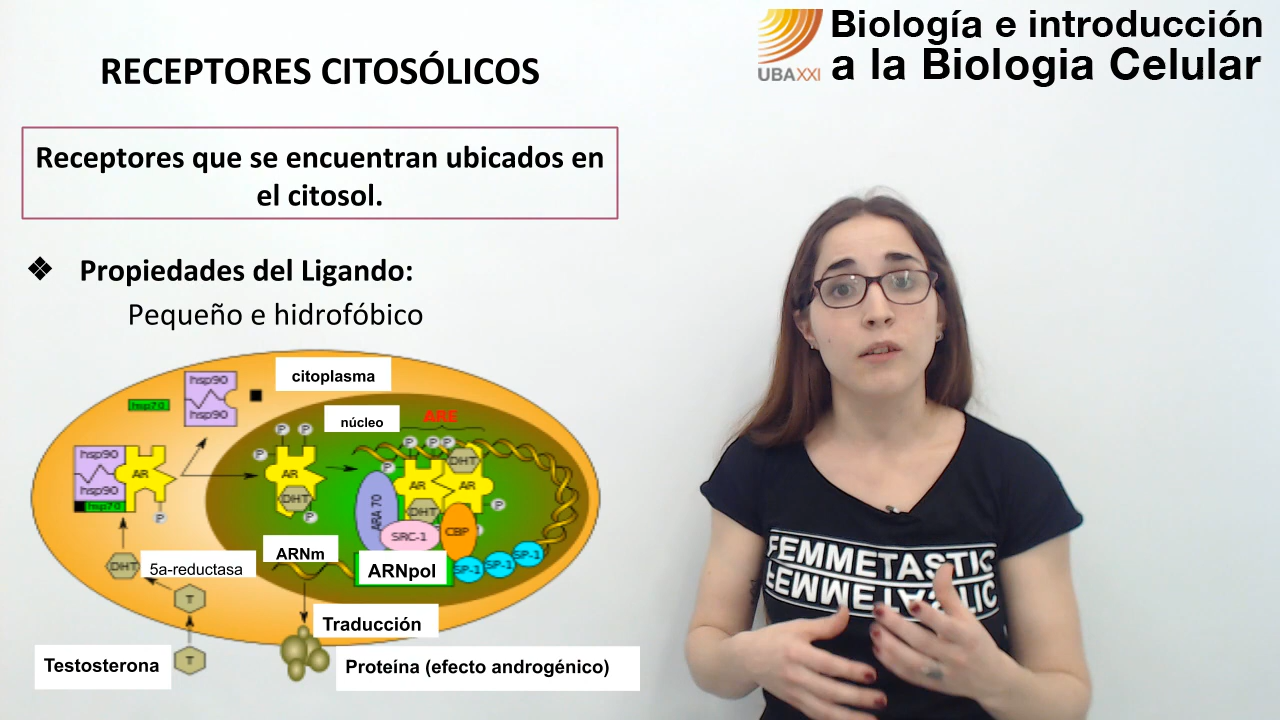 Biología e introducción
a la Biologia Celular
UBAXXI
RECEPTORES CITOSÓLICOS
Receptores que se encuentran ubicados en
el citosol.
❖ Propiedades del Ligando:
Pequeño e hidrofóbico
citoplasma
hsp90
hsp90
hsp70
núcleo
ARE
P P
P P P
P
hsp90
AR
hsp90
hsp70
P
AR
DHT
P
P
DHT
AR
AR
DHT
P
ARA 70
SRC-1
CBP
SP-1
SP-1
SP-1
ARNm
ARNpol
DHT
5a-reductasa
T
Traducción
Testosterona
T
Proteína (efecto androgénico)
FEMMETASTIC